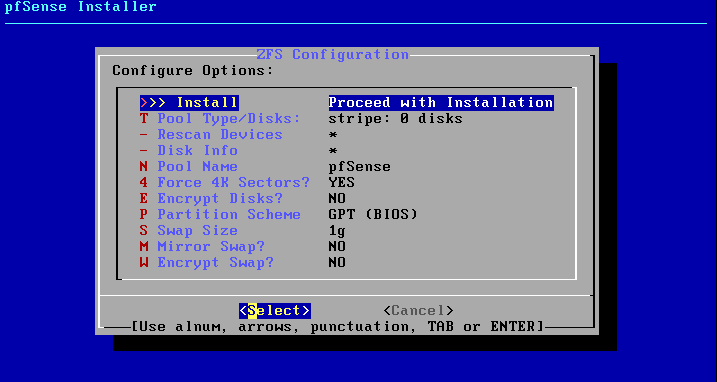 pfSense Installer
ZFS Configuration
Configure Options:
>>> Install Proceed with Installation
T Pool Type/Disks: stripe: 0 disks
- Rescan Devices *
- Disk Info *
N Pool Name pfSense
4 Force 4K Sectors? YES
E Encrypt Disks? NO
P Partition Scheme GPT (BIOS)
S Swap Size 1g
M Mirror Swap? NO
W Encrypt Swap? NO
<Select> <Cancel>
[Use alnum, arrows, punctuation, TAB or ENTER]